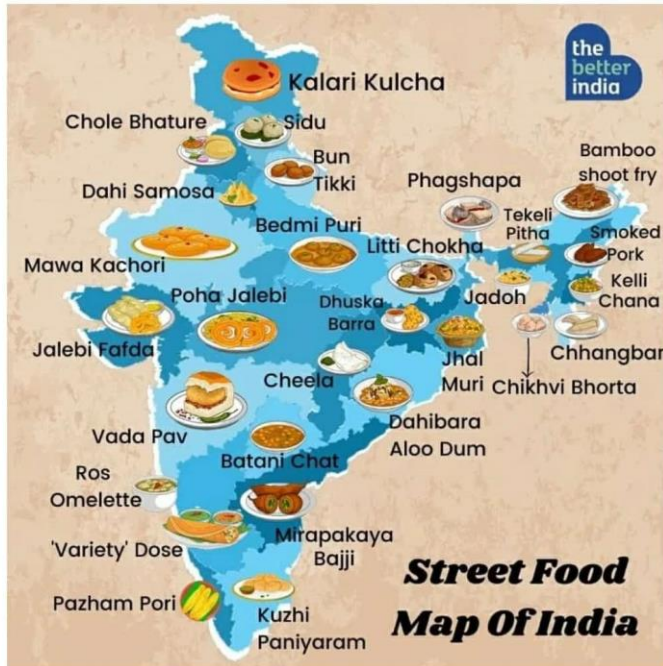 the
better
india
Kalari Kulcha
Chole Bhature
Sidu
Bun
Tikki
Bamboo
shoot fry
Dahi Samosa
Phagshapa
Tekeli
Pitha
Smoked
Pork
Bedmi Puri
Litti Chokha
Mawa Kachori
Kelli
Chana
Poha Jalebi
Dhuska
Barra
Jadoh
Jalebi Fafda
Jhal
Muri
Chhangbar
Cheela
Chikhvi Bhorta
Vada Pav
Dahibara
Aloo Dum
Batani Chat
Ros
Omelette
'Variety' Dose
Mirapakaya
Bajji
Pazham Pori
Kuzhi
Paniyaram
Street Food
Map Of India